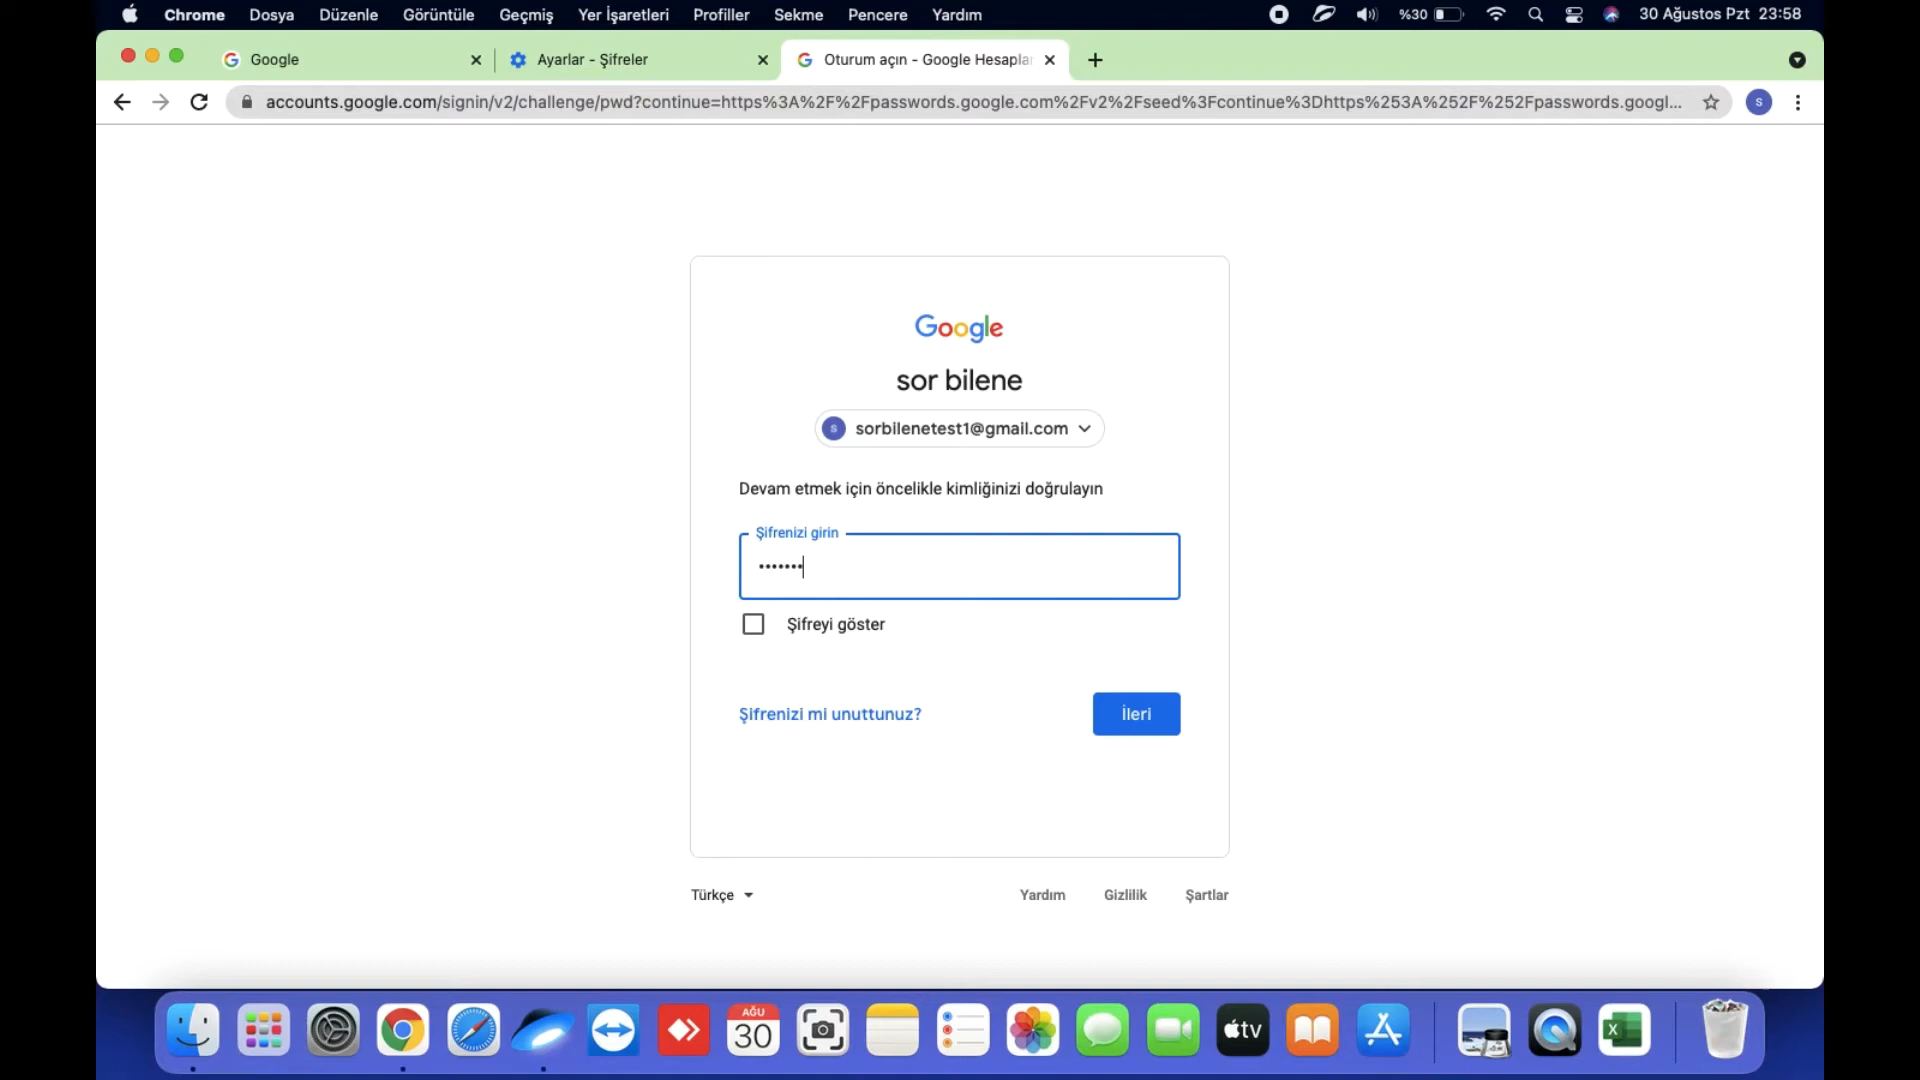 Chrome Dosya Düzenle Görüntüle Geçmiş Yer İşaretleri Profiller Sekme Pencere Yardım %30 30 Ağustos Pzt 23:58
Google Ayarlar - Şifreler Oturum açın - Google Hesapla
accounts.google.com/signin/v2/challenge/pwd?continue=https%3A%2F%2Fpasswords.google.com%2Fv2%2Fseed%3Fcontinue%3Dhttps%253A%252F%252Fpasswords.googl... s
Google
sor bilene
s sorbilenetest1@gmail.com
Devam etmek için öncelikle kimliğinizi doğrulayın
Şifrenizi girin
•••••••
Şifreyi göster
Şifrenizi mi unuttunuz? İleri
Türkçe Yardım Gizlilik Şartlar
AĞU
30
tv
X